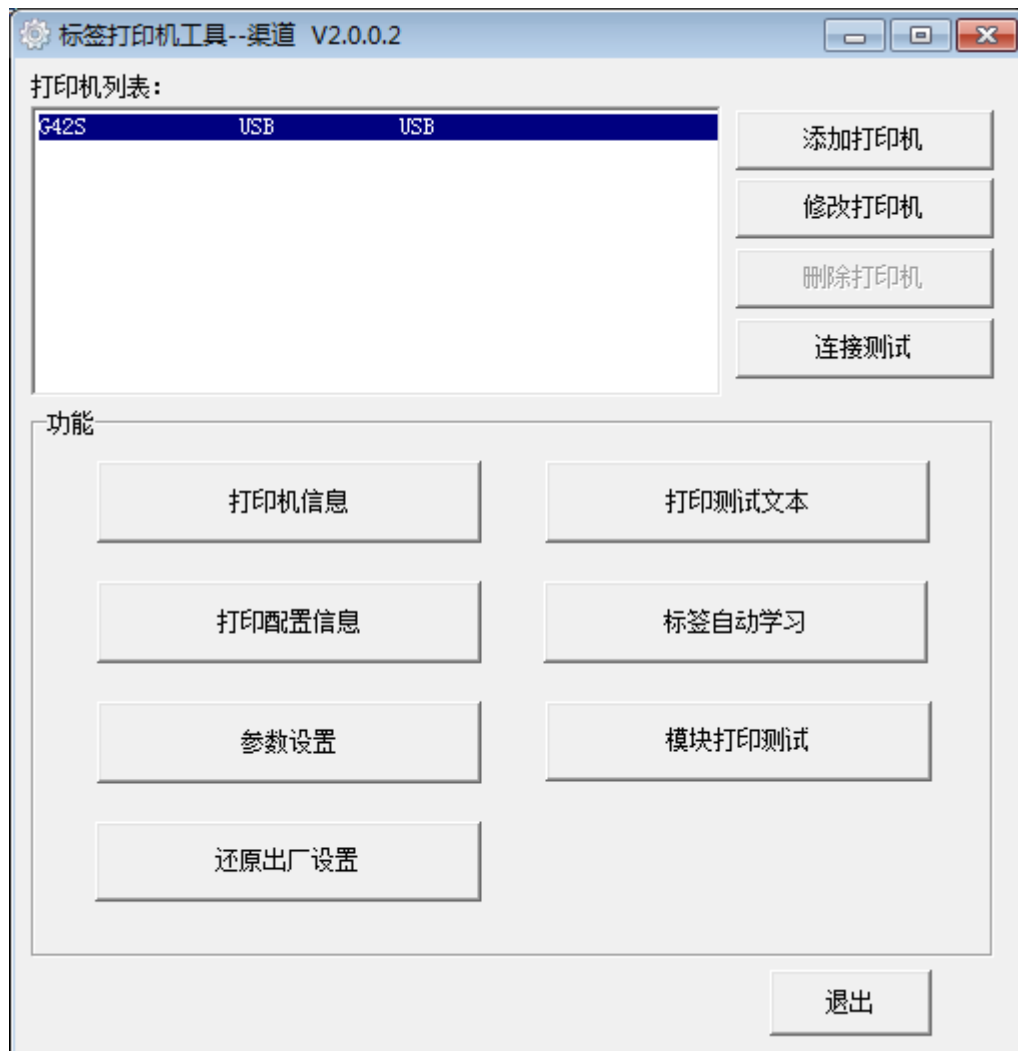 标签打印机工具--渠道 V2.0.0.2
打印机列表：
G42S USB USB
添加打印机
修改打印机
删除打印机
连接测试
功能
打印机信息
打印测试文本
打印配置信息
标签自动学习
参数设置
模块打印测试
还原出厂设置
退出